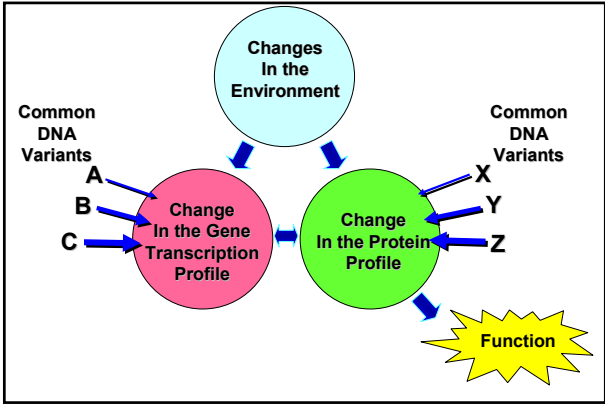 Changes
In the
Environment
Common
DNA
Variants
A
B
C
Change
In the Gene
Transcription
Profile
Change
In the Protein
Profile
Common
DNA
Variants
X
Y
Z
Function